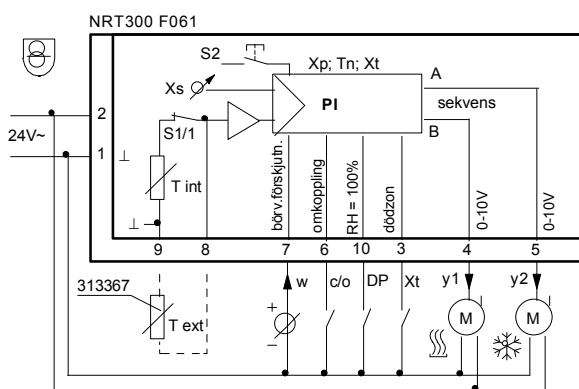 NRT300 F061
S2
Xp; Tn; Xt
A
Xs
PI
sekvens
2
B
24V~
S1/1
1
⊥
T int
börv.förskjutn.
omkoppling
RH = 100%
dödzon
0-10V
0-10V
⊥
9
8
7
6
10
3
4
5
313367
w
c/o
DP
Xt
y1
y2
+
−
T ext
M
M